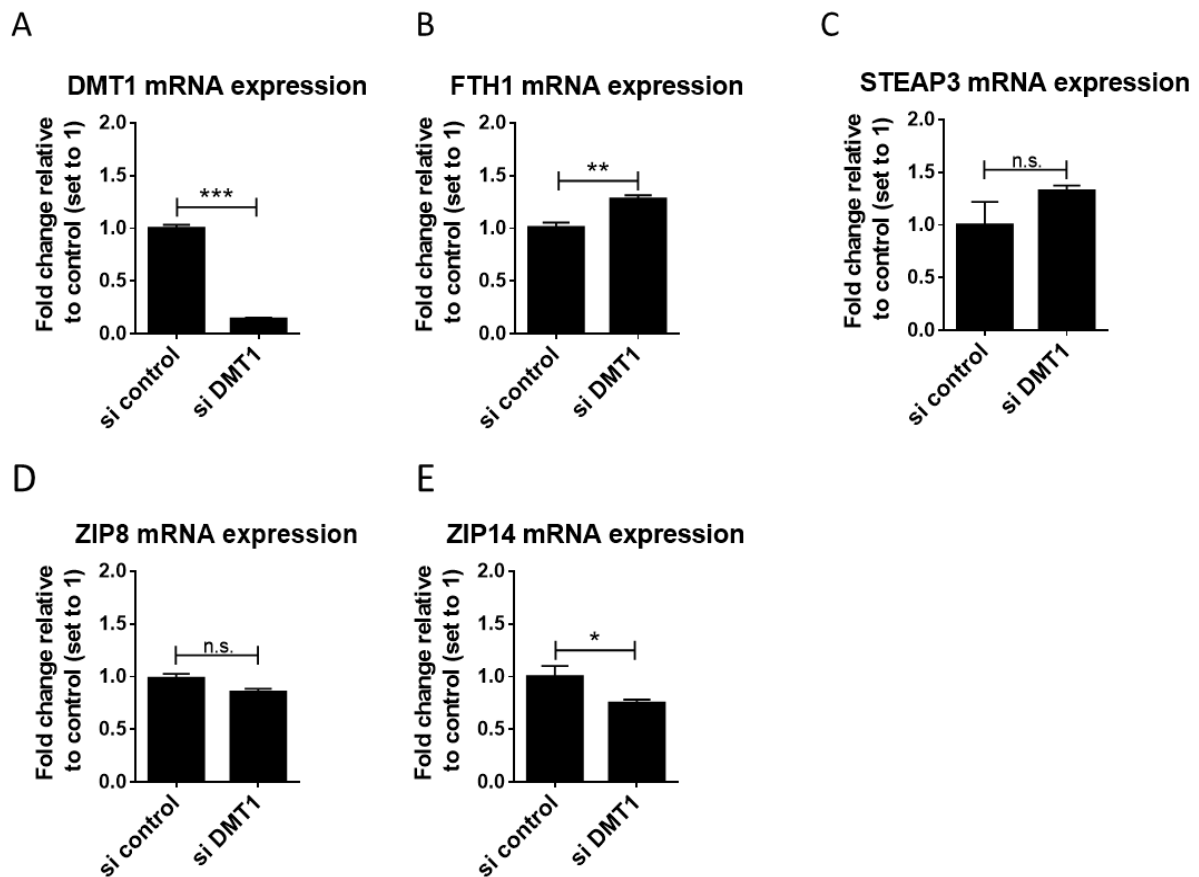 A
DMT1 mRNA expression
Fold change relative
to control (set to 1)
2.0
1.5
1.0
0.5
0.0
***
si control
si DMT1
B
FTH1 mRNA expression
Fold change relative
to control (set to 1)
2.0
1.5
1.0
0.5
0.0
**
si control
si DMT1
C
STEAP3 mRNA expression
Fold change relative
to control (set to 1)
2.0
1.5
1.0
0.5
0.0
n.s.
si control
si DMT1
D
ZIP8 mRNA expression
Fold change relative
to control (set to 1)
2.0
1.5
1.0
0.5
0.0
n.s.
si control
si DMT1
E
ZIP14 mRNA expression
Fold change relative
to control (set to 1)
2.0
1.5
1.0
0.5
0.0
*
si control
si DMT1